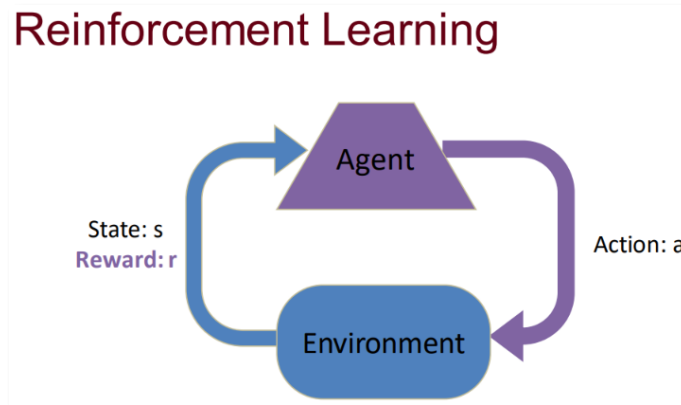 Reinforcement Learning
Agent
State: s
Reward: r
Action: a
Environment